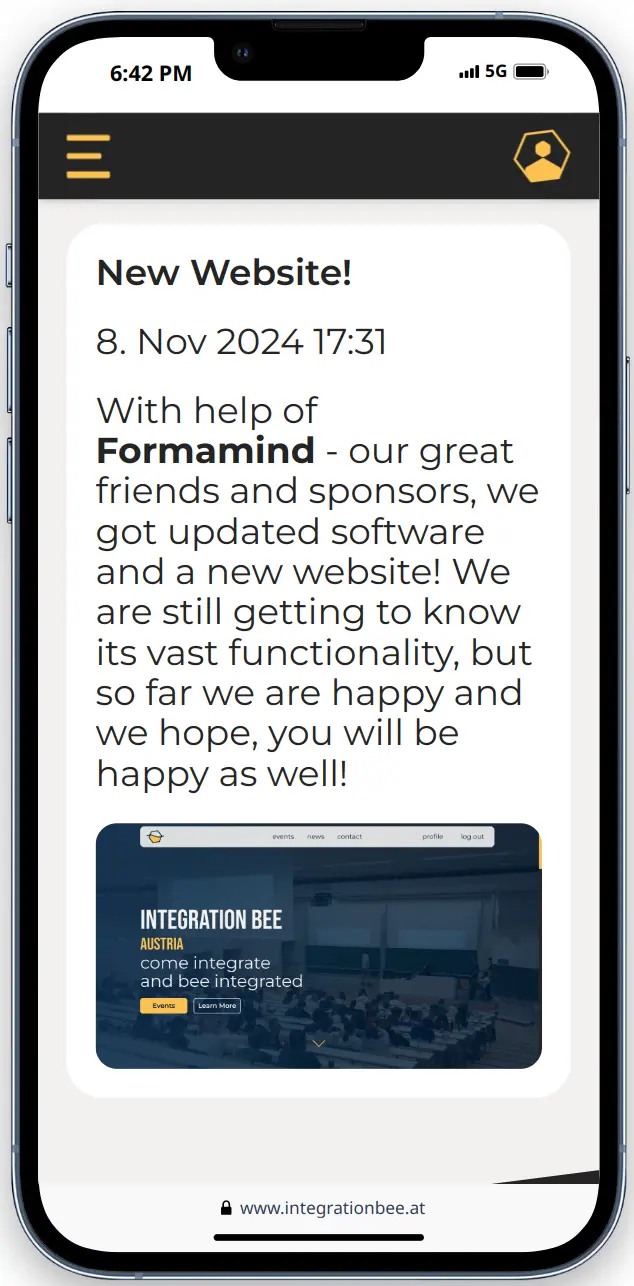 6:42 PM
5G
New Website!
8. Nov 2024 17:31
With help of
Formamind - our great
friends and sponsors, we
got updated software
and a new website! We
are still getting to know
its vast functionality, but
so far we are happy and
we hope, you will be
happy as well!
events news contact profile log out
INTEGRATION BEE
AUSTRIA
come integrate
and bee integrated
Events Learn More
www.integrationbee.at